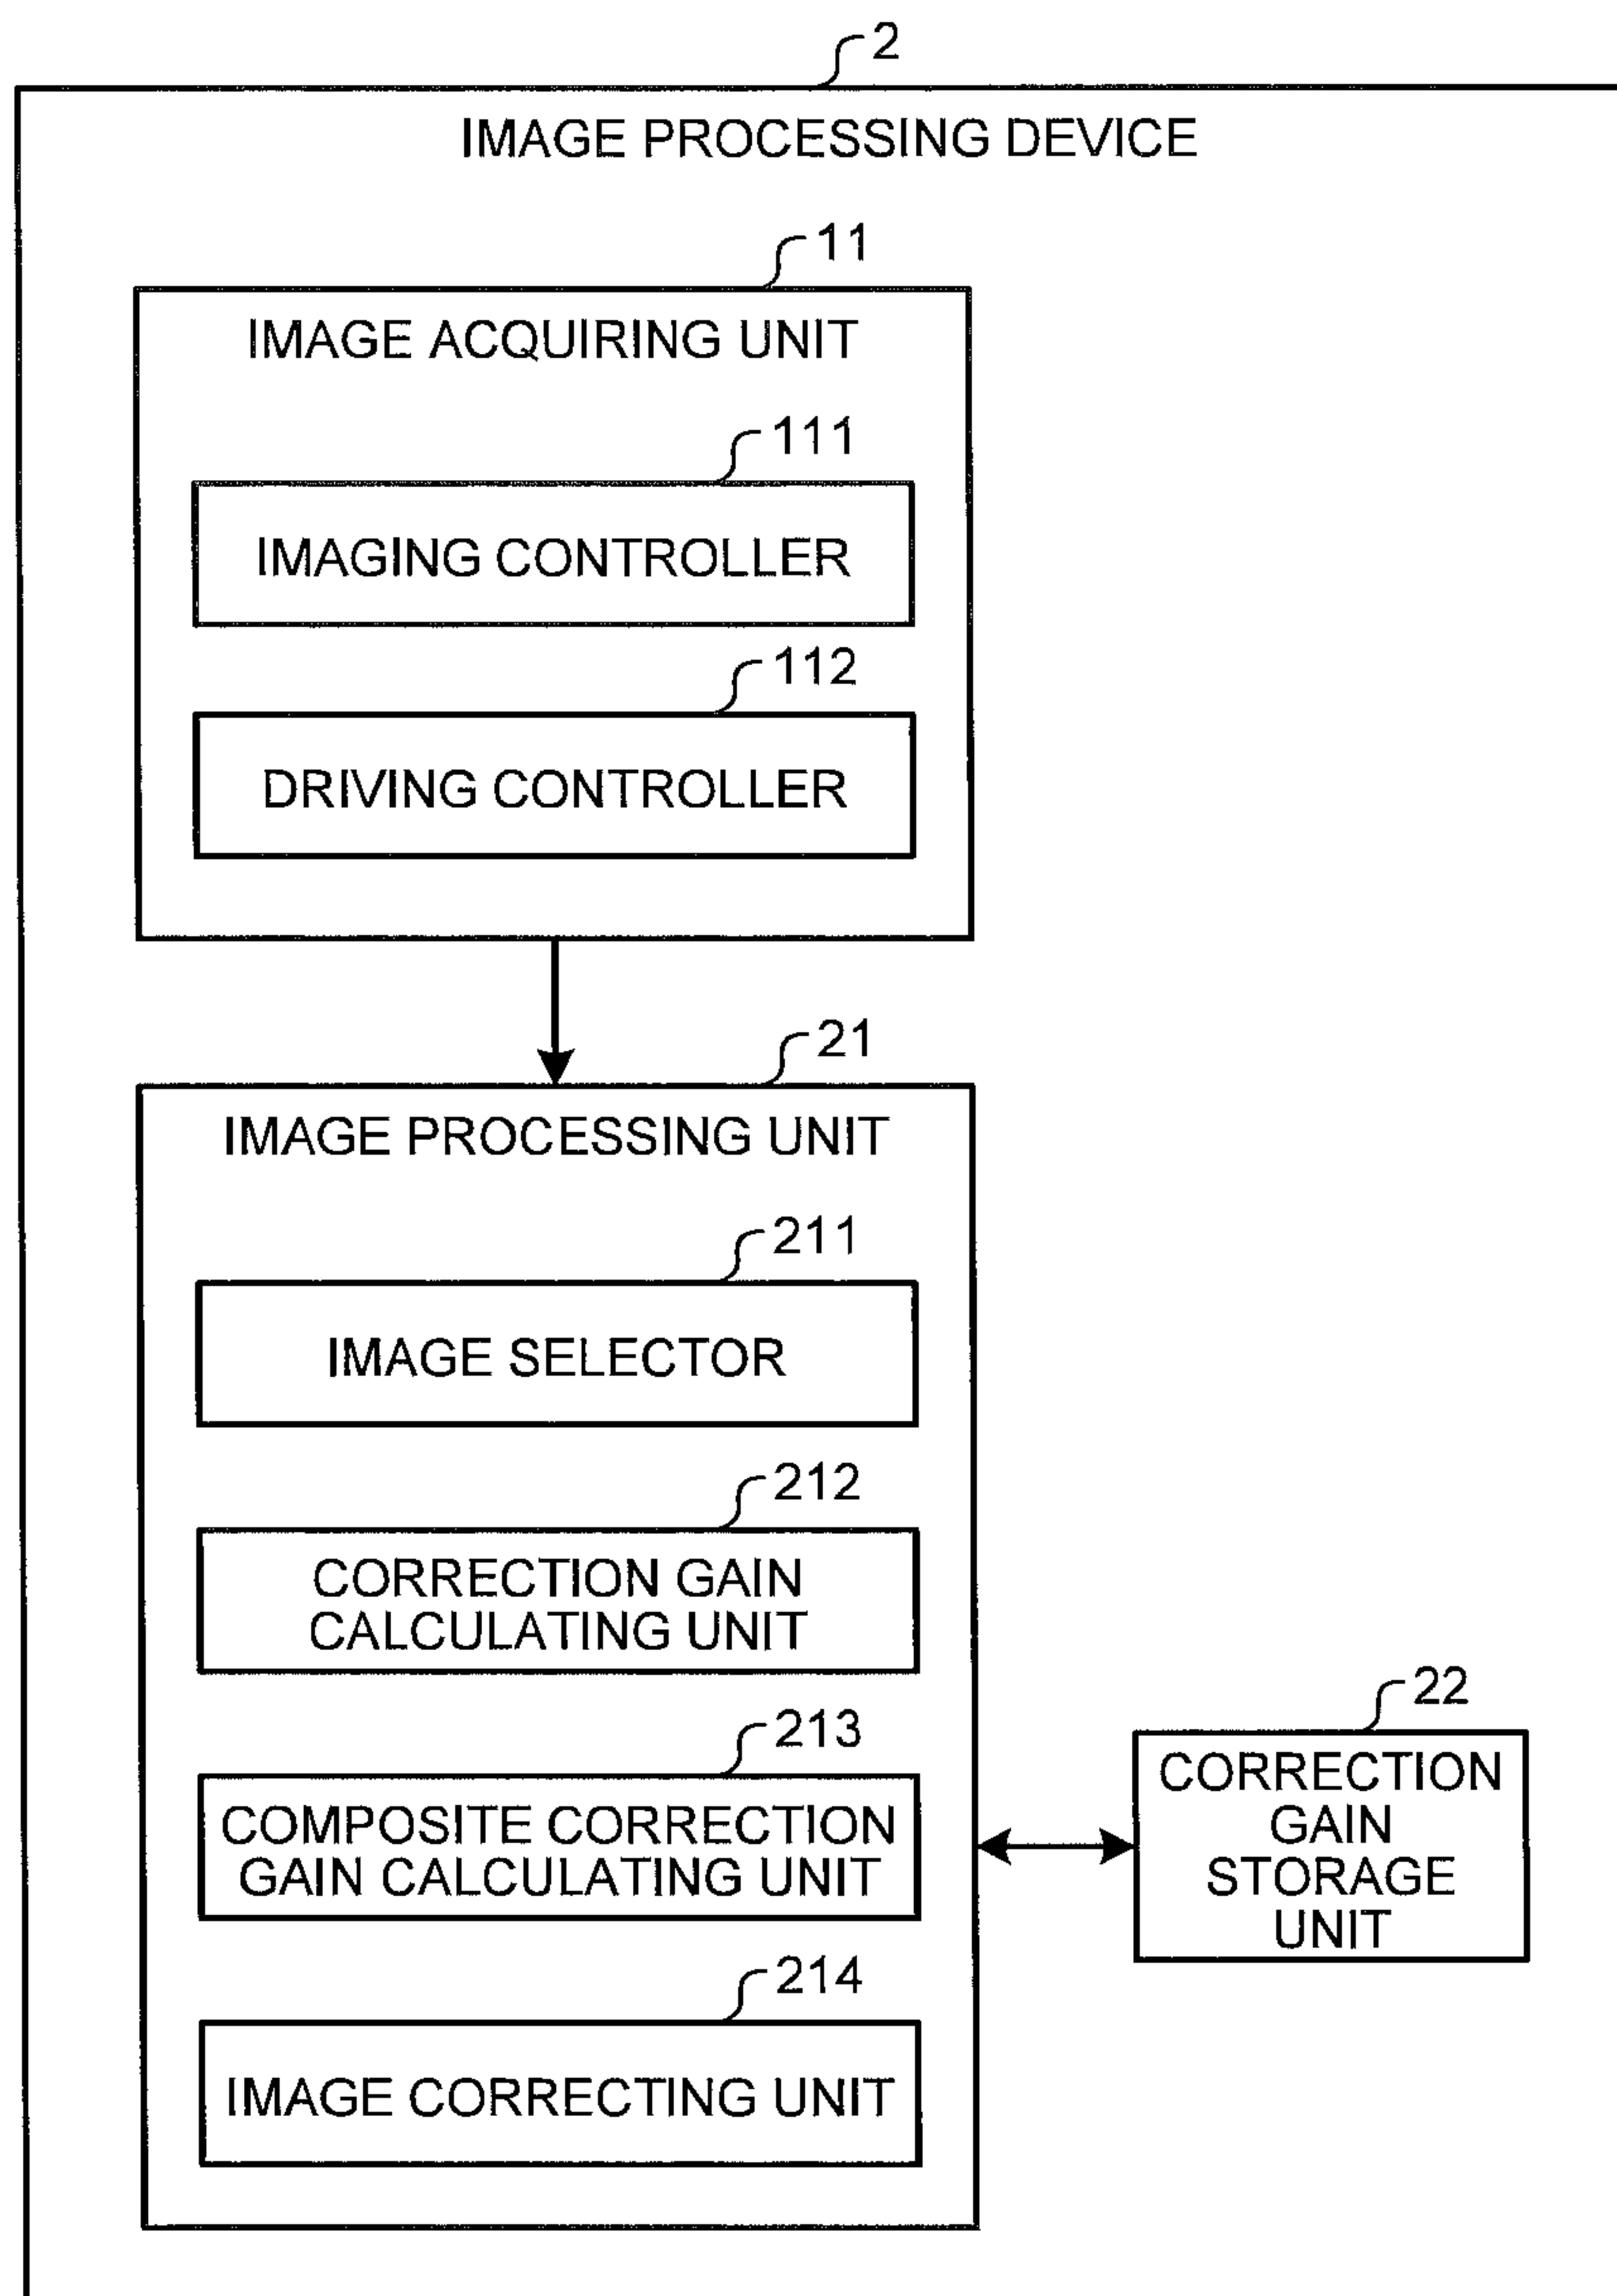 2
IMAGE PROCESSING DEVICE
11
IMAGE ACQUIRING UNIT
111
IMAGING CONTROLLER
112
DRIVING CONTROLLER
21
IMAGE PROCESSING UNIT
211
IMAGE SELECTOR
212
CORRECTION GAIN
CALCULATING UNIT
213
COMPOSITE CORRECTION
GAIN CALCULATING UNIT
22
CORRECTION
GAIN
STORAGE
UNIT
214
IMAGE CORRECTING UNIT